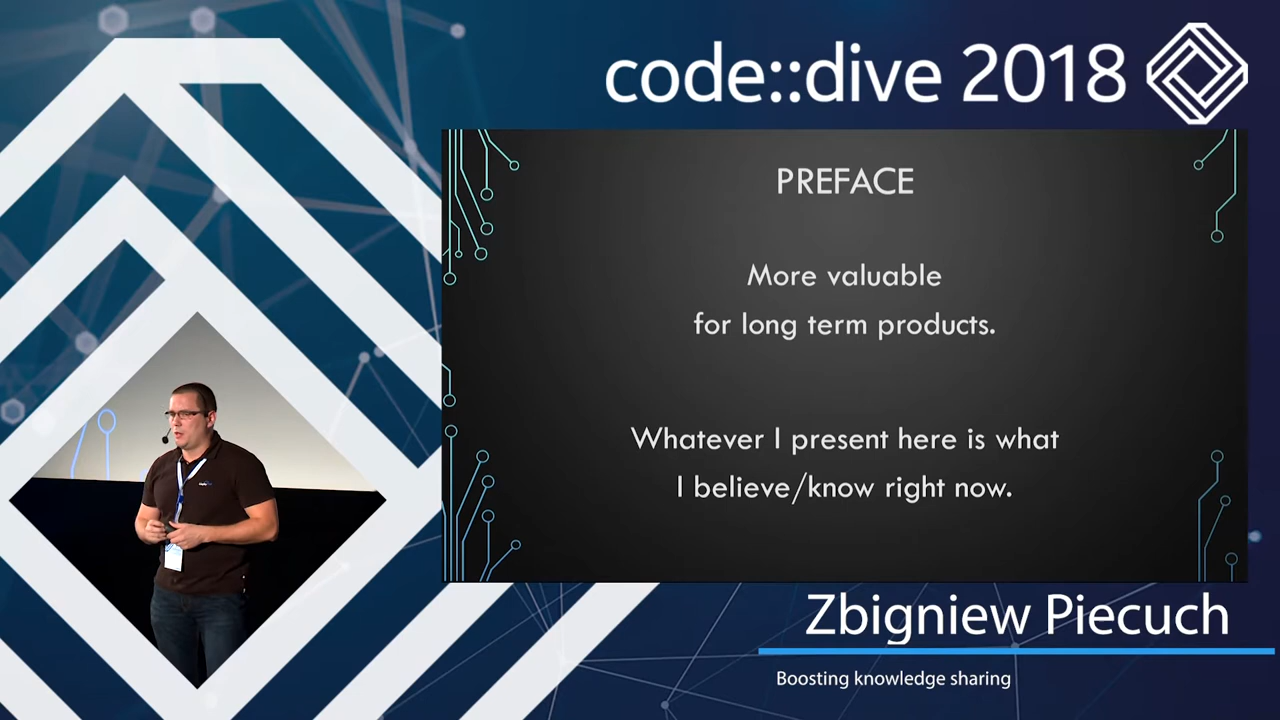 code::dive 2018
PREFACE
More valuable
for long term products.
Whatever I present here is what
I believe/know right now.
Zbigniew Piecuch
Boosting knowledge sharing